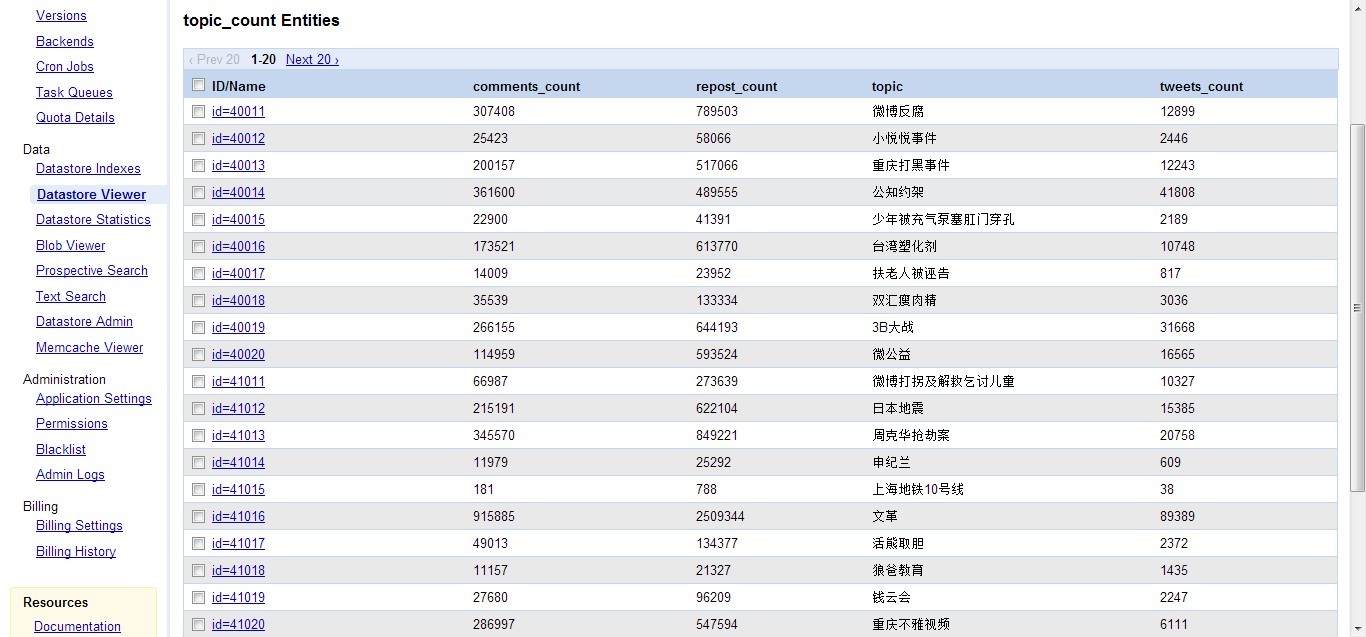 Versions
Backends
Cron Jobs
Task Queues
Quota Details
Data
Datastore Indexes
Datastore Viewer
Datastore Statistics
Blob Viewer
Prospective Search
Text Search
Datastore Admin
Memcache Viewer
Administration
Application Settings
Permissions
Blacklist
Admin Logs
Billing
Billing Settings
Billing History
Resources
Documentation
topic_count Entities
‹ Prev 20 1-20 Next 20 ›
ID/Name comments_count repost_count topic tweets_count
id=40011 307408 789503 微博反腐 12899
id=40012 25423 58066 小悦悦事件 2446
id=40013 200157 517066 重庆打黑事件 12243
id=40014 361600 489555 公知约架 41808
id=40015 22900 41391 少年被充气泵塞肛门穿孔 2189
id=40016 173521 613770 台湾塑化剂 10748
id=40017 14009 23952 扶老人被诬告 817
id=40018 35539 133334 双汇瘦肉精 3036
id=40019 266155 644193 3B大战 31668
id=40020 114959 593524 微公益 16565
id=41011 66987 273639 微博打拐及解救乞讨儿童 10327
id=41012 215191 622104 日本地震 15385
id=41013 345570 849221 周克华抢劫案 20758
id=41014 11979 25292 申纪兰 609
id=41015 181 788 上海地铁10号线 38
id=41016 915885 2509344 文革 89389
id=41017 49013 134377 活熊取胆 2372
id=41018 11157 21327 狼爸教育 1435
id=41019 27680 96209 钱云会 2247
id=41020 286997 547594 重庆不雅视频 6111